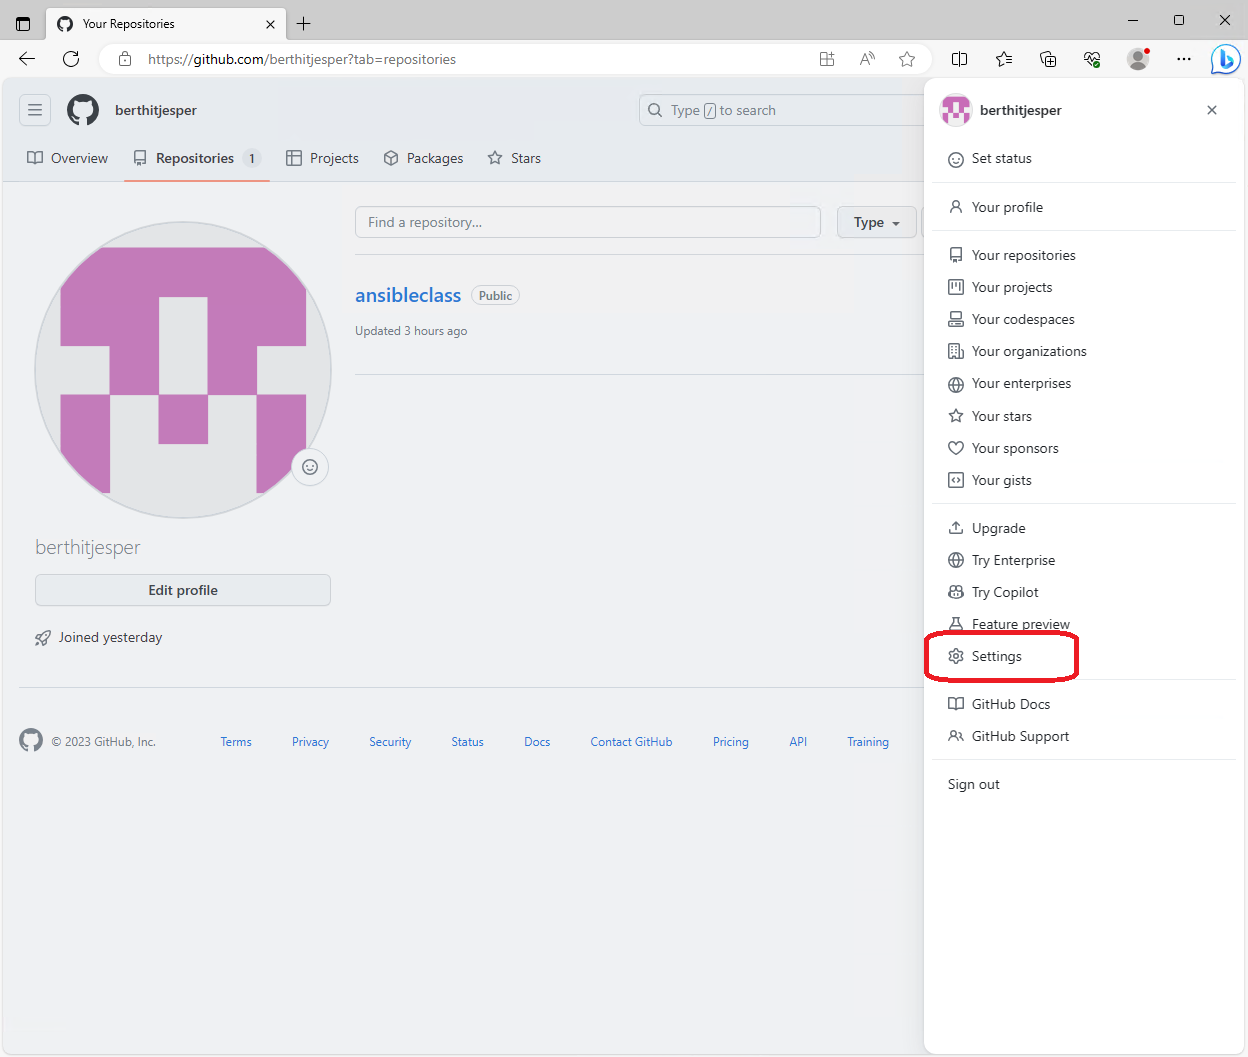 Your Repositories
https://github.com/berthitjesper?tab=repositories
berthitjesper
Type / to search
Overview
Repositories 1
Projects
Packages
Stars
Find a repository...
Type
ansibleclass Public
Updated 3 hours ago
berthitjesper
Edit profile
Joined yesterday
© 2023 GitHub, Inc.
Terms
Privacy
Security
Status
Docs
Contact GitHub
Pricing
API
Training
berthitjesper
Set status
Your profile
Your repositories
Your projects
Your codespaces
Your organizations
Your enterprises
Your stars
Your sponsors
Your gists
Upgrade
Try Enterprise
Try Copilot
Feature preview
Settings
GitHub Docs
GitHub Support
Sign out